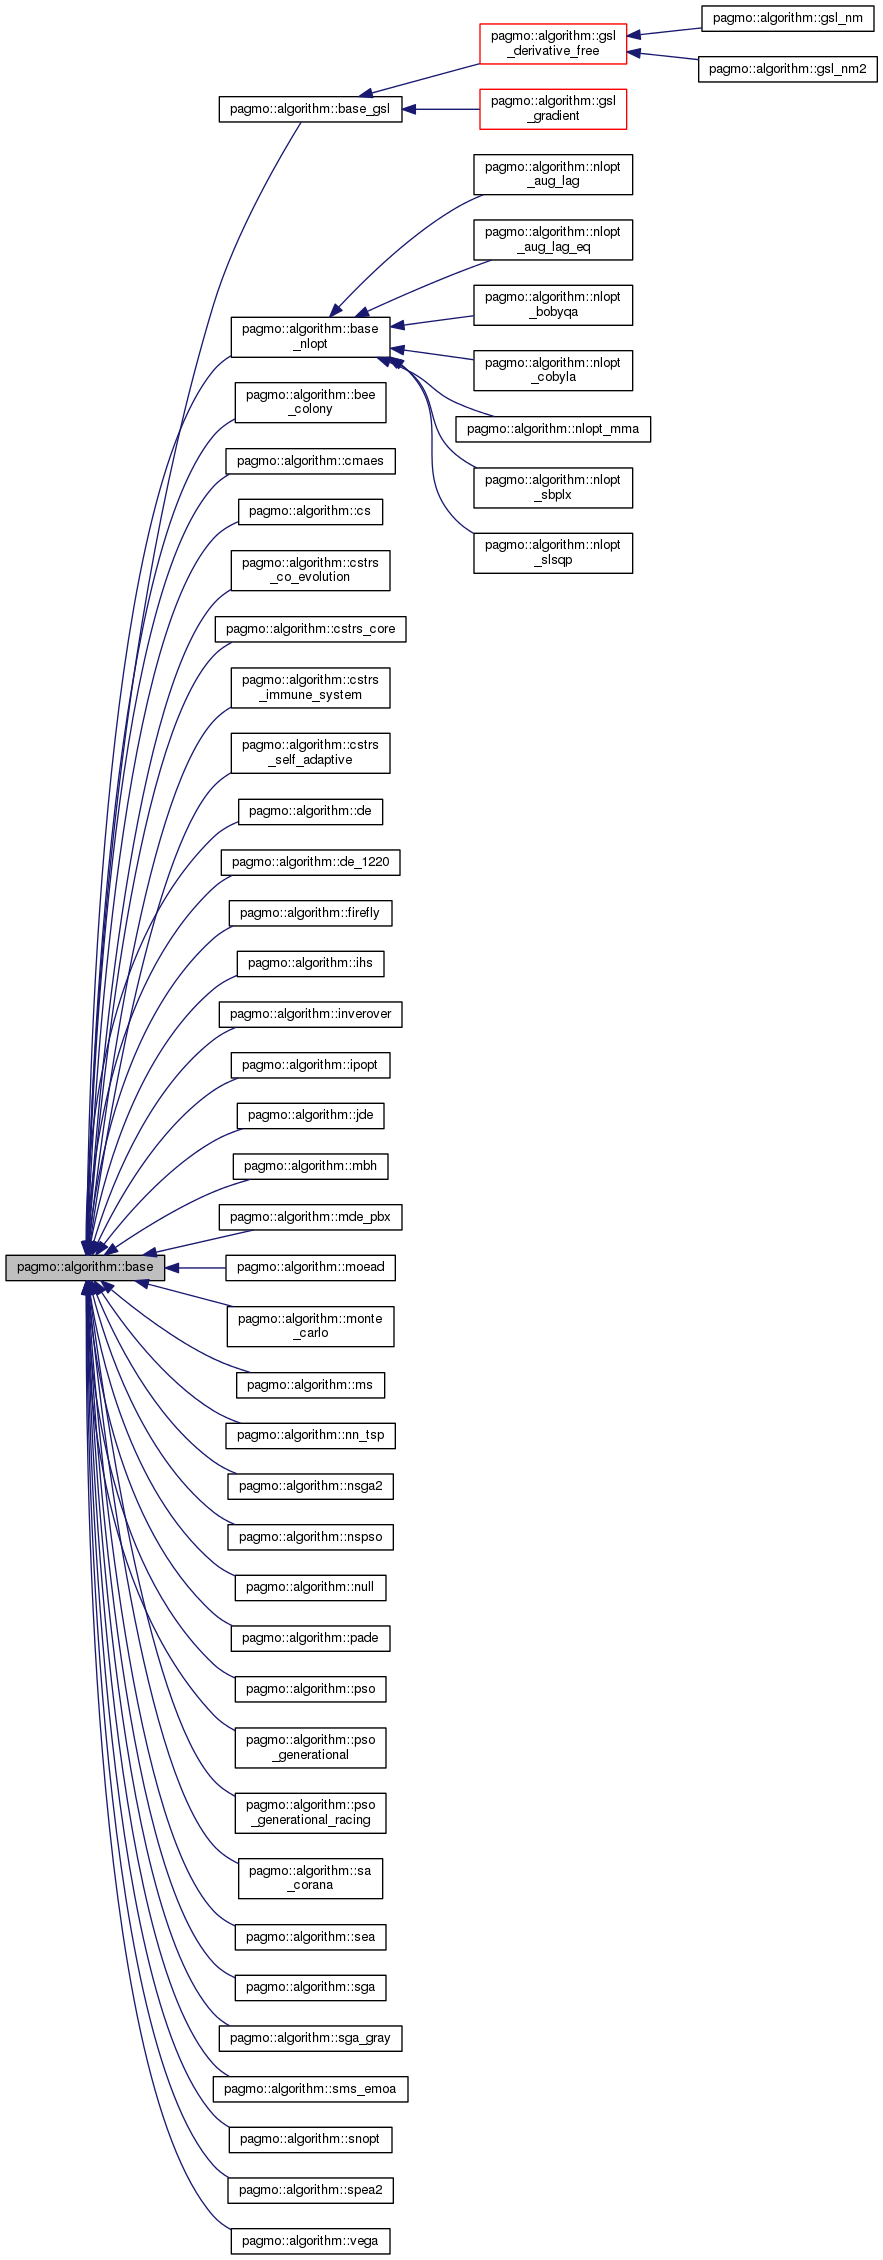 pagmo::algorithm::gsl_nm
pagmo::algorithm::gsl
_derivative_free
pagmo::algorithm::gsl_nm2
pagmo::algorithm::base_gsl
pagmo::algorithm::gsl
_gradient
pagmo::algorithm::nlopt
_aug_lag
pagmo::algorithm::nlopt
_aug_lag_eq
pagmo::algorithm::nlopt
_bobyqa
pagmo::algorithm::base
_nlopt
pagmo::algorithm::nlopt
_cobyla
pagmo::algorithm::bee
_colony
pagmo::algorithm::nlopt_mma
pagmo::algorithm::cmaes
pagmo::algorithm::nlopt
_sbplx
pagmo::algorithm::cs
pagmo::algorithm::nlopt
_slsqp
pagmo::algorithm::cstrs
_co_evolution
pagmo::algorithm::cstrs_core
pagmo::algorithm::cstrs
_immune_system
pagmo::algorithm::cstrs
_self_adaptive
pagmo::algorithm::de
pagmo::algorithm::de_1220
pagmo::algorithm::firefly
pagmo::algorithm::ihs
pagmo::algorithm::inverover
pagmo::algorithm::ipopt
pagmo::algorithm::jde
pagmo::algorithm::mbh
pagmo::algorithm::mde_pbx
pagmo::algorithm::base
pagmo::algorithm::moead
pagmo::algorithm::monte
_carlo
pagmo::algorithm::ms
pagmo::algorithm::nn_tsp
pagmo::algorithm::nsga2
pagmo::algorithm::nspso
pagmo::algorithm::null
pagmo::algorithm::pade
pagmo::algorithm::pso
pagmo::algorithm::pso
_generational
pagmo::algorithm::pso
_generational_racing
pagmo::algorithm::sa
_corana
pagmo::algorithm::sea
pagmo::algorithm::sga
pagmo::algorithm::sga_gray
pagmo::algorithm::sms_emoa
pagmo::algorithm::snopt
pagmo::algorithm::spea2
pagmo::algorithm::vega